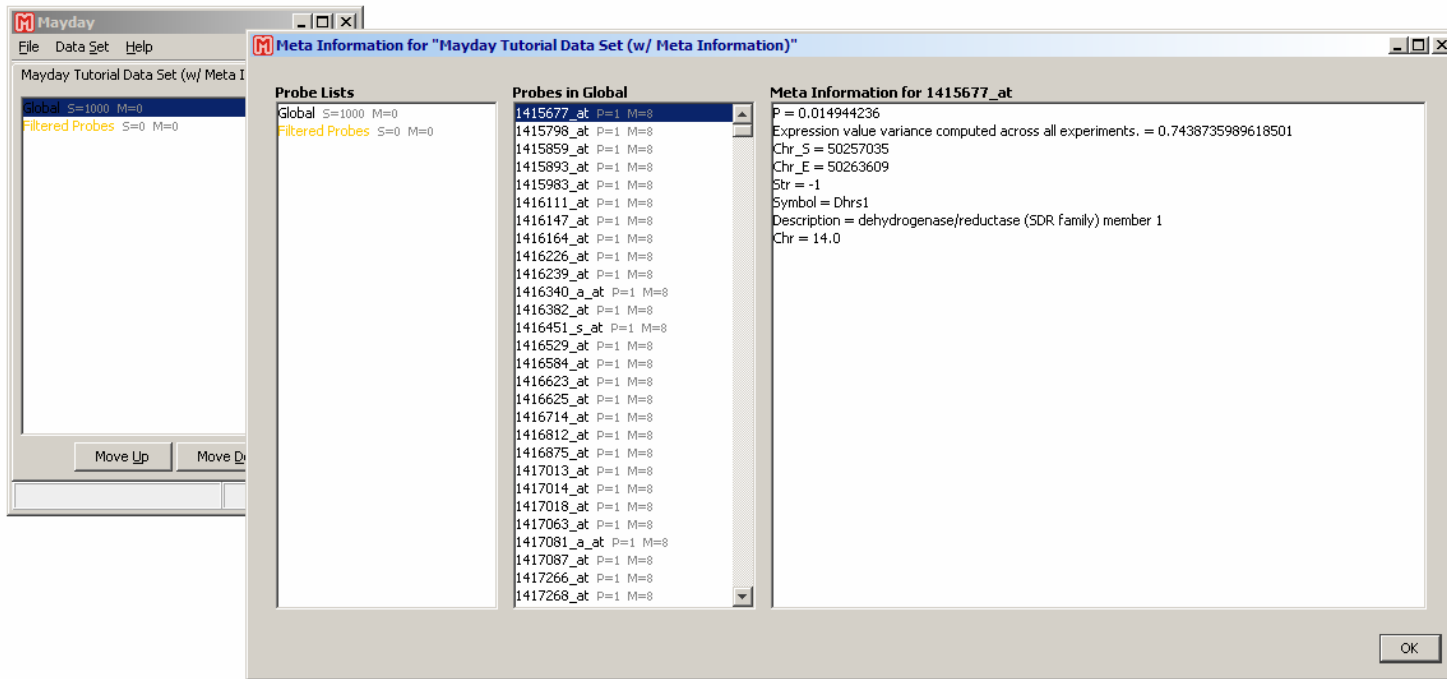 Mayday
File Data Set Help
Mayday Tutorial Data Set (w/ Meta I
Global S=1000 M=0
Filtered Probes S=0 M=0
Move Up
Move D
Meta Information for "Mayday Tutorial Data Set (w/ Meta Information)"
Probe Lists
Global S=1000 M=0
Filtered Probes S=0 M=0
Probes in Global
1415677_at P=1 M=8
1415798_at P=1 M=8
1415859_at P=1 M=8
1415893_at P=1 M=8
1415983_at P=1 M=8
1416111_at P=1 M=8
1416147_at P=1 M=8
1416164_at P=1 M=8
1416226_at P=1 M=8
1416239_at P=1 M=8
1416340_a_at P=1 M=8
1416382_at P=1 M=8
1416451_s_at P=1 M=8
1416529_at P=1 M=8
1416584_at P=1 M=8
1416623_at P=1 M=8
1416625_at P=1 M=8
1416714_at P=1 M=8
1416812_at P=1 M=8
1416875_at P=1 M=8
1417013_at P=1 M=8
1417014_at P=1 M=8
1417018_at P=1 M=8
1417063_at P=1 M=8
1417081_a_at P=1 M=8
1417087_at P=1 M=8
1417266_at P=1 M=8
1417268_at P=1 M=8
Meta Information for 1415677_at
P = 0.014944236
Expression value variance computed across all experiments. = 0.7438735989618501
Chr_S = 50257035
Chr_E = 50263609
Str = -1
Symbol = Dhrs1
Description = dehydrogenase/reductase (SDR family) member 1
Chr = 14.0
OK